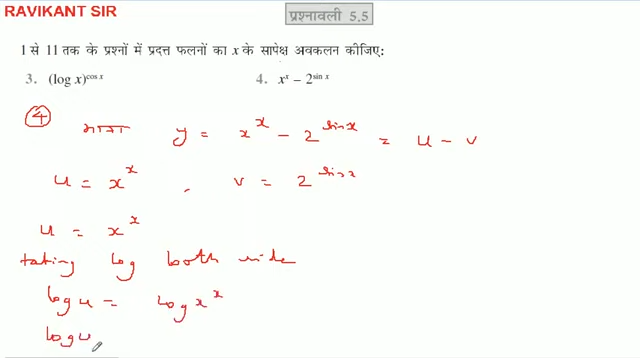 RAVIKANT SIR
प्रश्नावली 5.5
1 से 11 तक के प्रश्नों में प्रदत्त फलनों का x के सापेक्ष अवकलन कीजिए:
3. (log x)^cos x 4. x^x – 2^sin x
④ माना y = x^x - 2^sin x = u - v
u = x^x , v = 2^sin x
u = x^x
taking log both side
log u = log x^x
log u